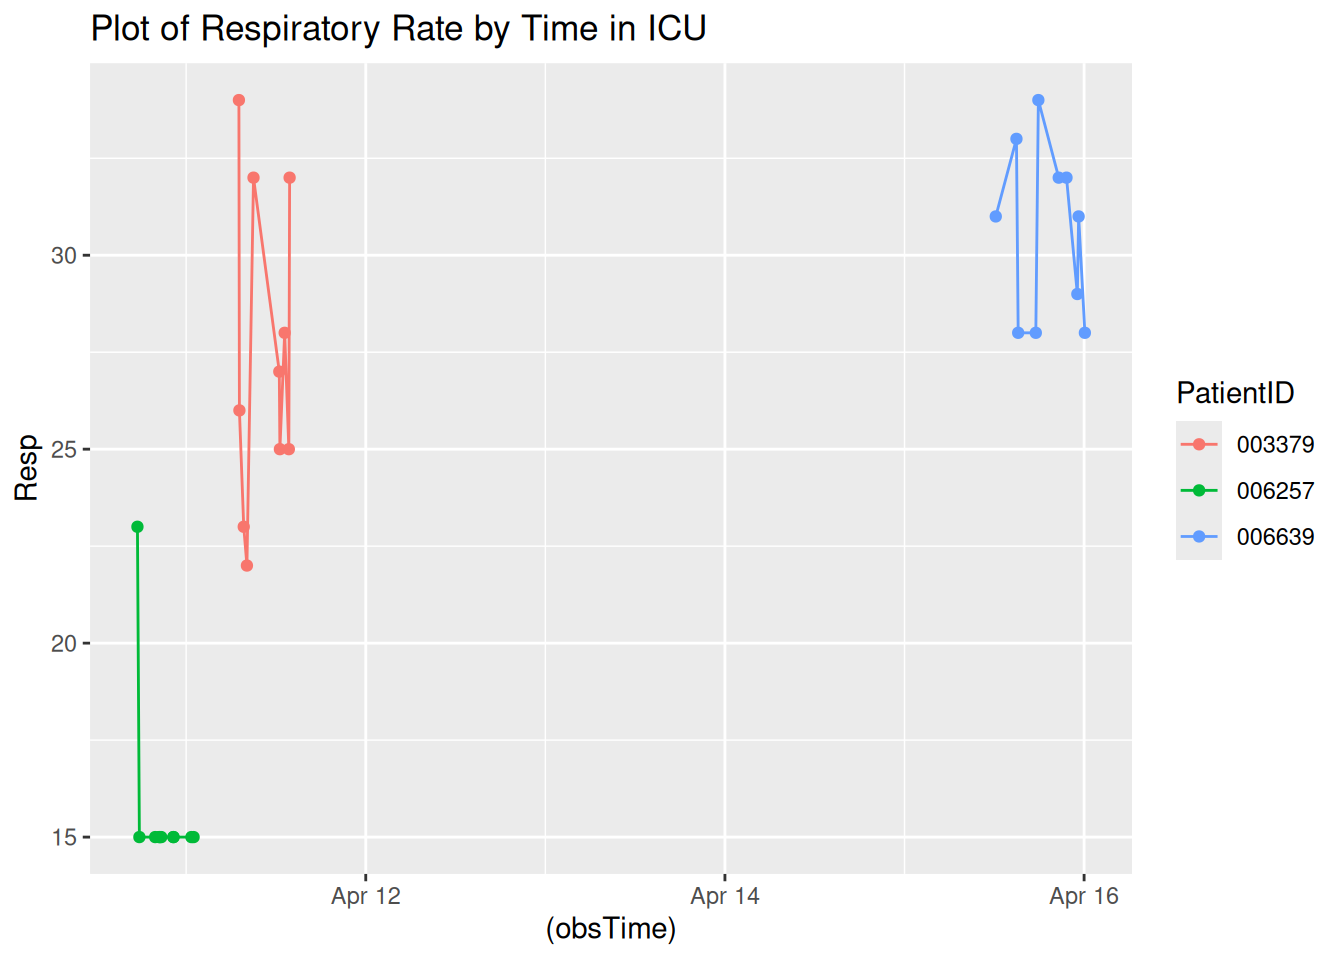 Plot of Respiratory Rate by Time in ICU
Resp
30
25
20
15
Apr 12
Apr 14
Apr 16
(obsTime)
PatientID
003379
006257
006639